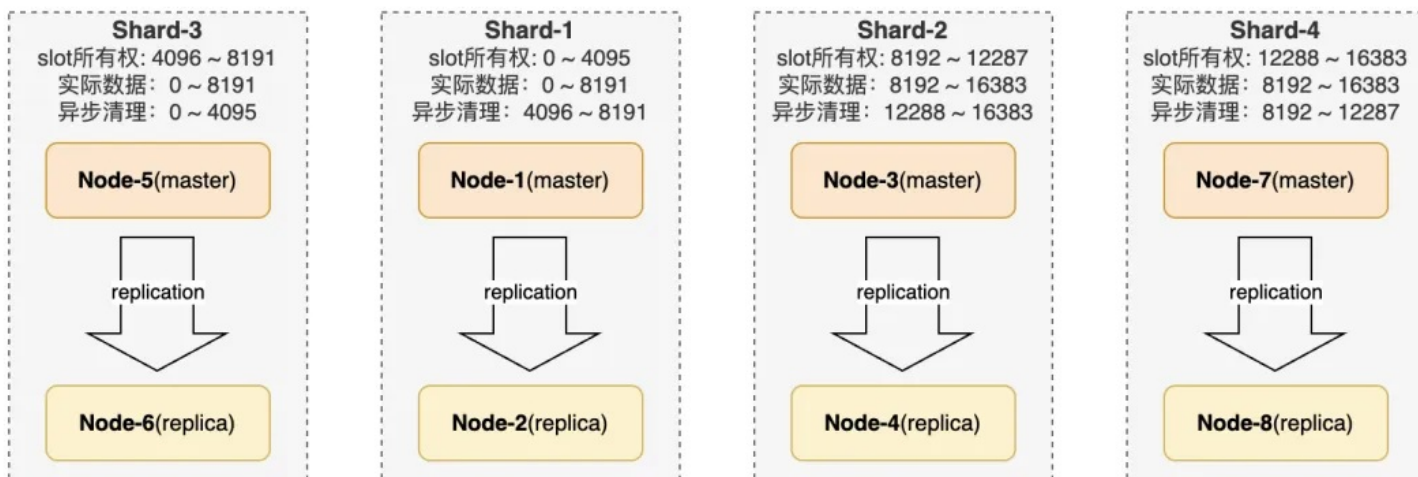 Shard-3
slot所有权: 4096 ~ 8191
实际数据：0 ~ 8191
异步清理：0 ~ 4095
Node-5(master)
replication
Node-6(replica)
Shard-1
slot所有权: 0 ~ 4095
实际数据：0 ~ 8191
异步清理：4096 ~ 8191
Node-1(master)
replication
Node-2(replica)
Shard-2
slot所有权: 8192 ~ 12287
实际数据：8192 ~ 16383
异步清理：12288 ~ 16383
Node-3(master)
replication
Node-4(replica)
Shard-4
slot所有权: 12288 ~ 16383
实际数据：8192 ~ 16383
异步清理：8192 ~ 12287
Node-7(master)
replication
Node-8(replica)